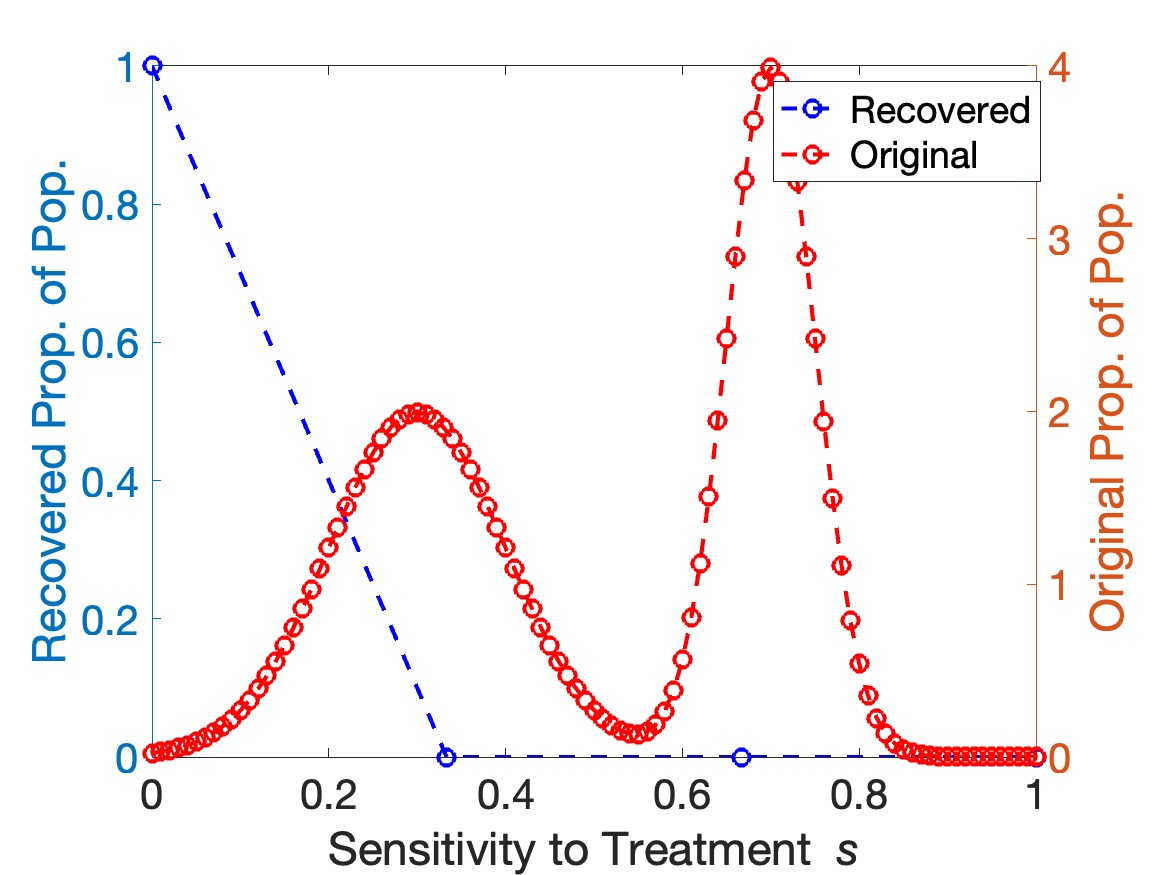 1
0.8
0.6
0.4
0.2
0
Recovered Prop. of Pop.
4
3
2
1
0
Original Prop. of Pop.
Recovered
Original
0 0.2 0.4 0.6 0.8 1
Sensitivity to Treatment s